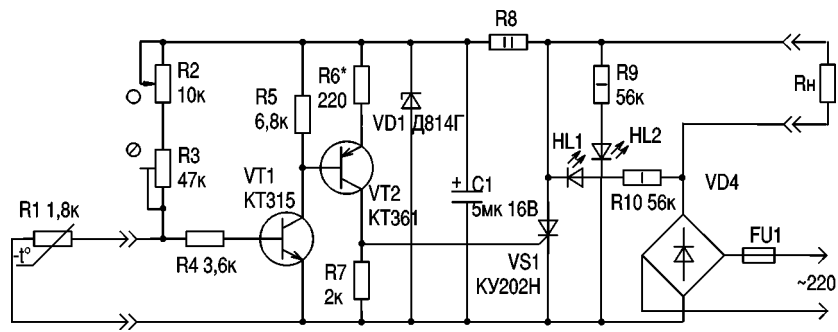 R8
R2
10к
R6*
220
R5
6,8к
VD1 Д814Г
R9
56к
Rн
HL1
HL2
R3
47к
VT1
КТ315
VT2
КТ361
C1
5мк 16В
+
R10 56к
VD4
R1 1,8к
-t°
R4 3,6к
R7
2к
VS1
КУ202Н
FU1
~220